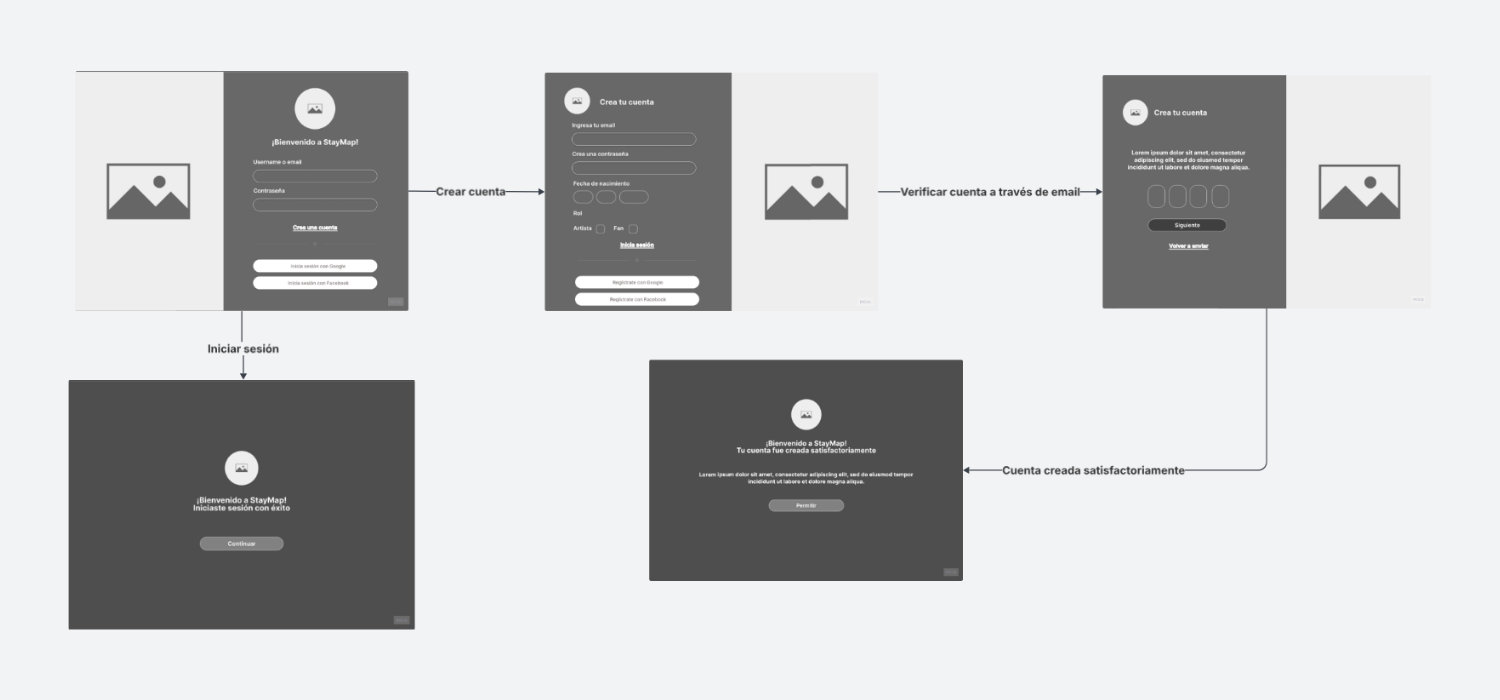 ¡Bienvenido a StayMap!
Username o email
Contraseña
Crea una cuenta
Inicia sesión con Google
Inicia sesión con Facebook
Crear cuenta
Crea tu cuenta
Ingresa tu email
Crea una contraseña
Fecha de nacimiento
Rol
Artista Fan
Inicia sesión
Regístrate con Google
Regístrate con Facebook
Verificar cuenta a través de email
Crea tu cuenta
Lorem ipsum dolor sit amet, consectetur
adipiscing elit, sed do eiusmod tempor
incididunt ut labore et dolore magna aliqua.
Siguiente
Volver a enviar
Iniciar sesión
¡Bienvenido a StayMap!
Iniciaste sesión con éxito
Continuar
Cuenta creada satisfactoriamente
¡Bienvenido a StayMap!
Tu cuenta fue creada satisfactoriamente
Lorem ipsum dolor sit amet, consectetur adipiscing elit, sed do eiusmod tempor
incididunt ut labore et dolore magna aliqua.
Permitir